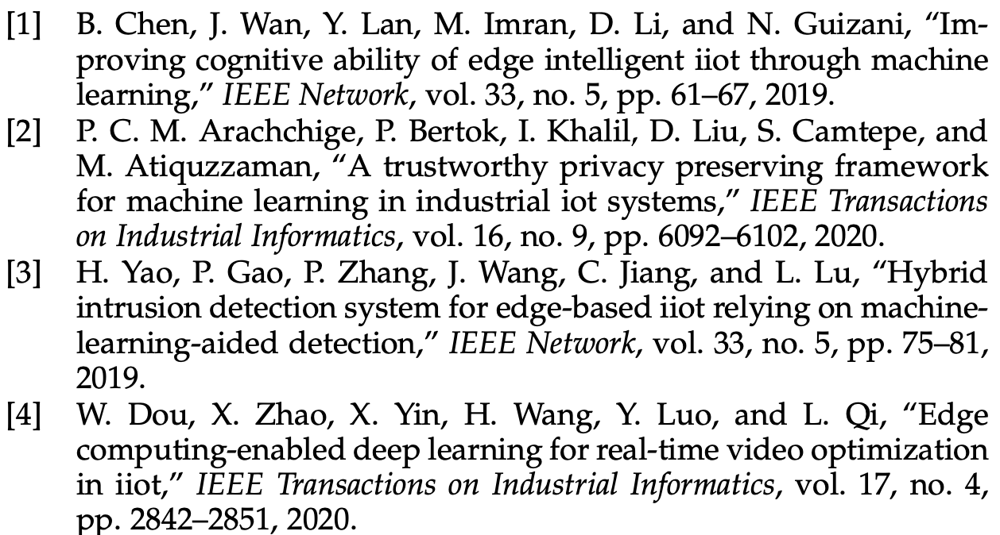 [1] B. Chen, J. Wan, Y. Lan, M. Imran, D. Li, and N. Guizani, “Im-
proving cognitive ability of edge intelligent iiot through machine
learning,” IEEE Network, vol. 33, no. 5, pp. 61–67, 2019.
[2] P. C. M. Arachchige, P. Bertok, I. Khalil, D. Liu, S. Camtepe, and
M. Atiquzzaman, “A trustworthy privacy preserving framework
for machine learning in industrial iot systems,” IEEE Transactions
on Industrial Informatics, vol. 16, no. 9, pp. 6092–6102, 2020.
[3] H. Yao, P. Gao, P. Zhang, J. Wang, C. Jiang, and L. Lu, “Hybrid
intrusion detection system for edge-based iiot relying on machine-
learning-aided detection,” IEEE Network, vol. 33, no. 5, pp. 75–81,
2019.
[4] W. Dou, X. Zhao, X. Yin, H. Wang, Y. Luo, and L. Qi, “Edge
computing-enabled deep learning for real-time video optimization
in iiot,” IEEE Transactions on Industrial Informatics, vol. 17, no. 4,
pp. 2842–2851, 2020.